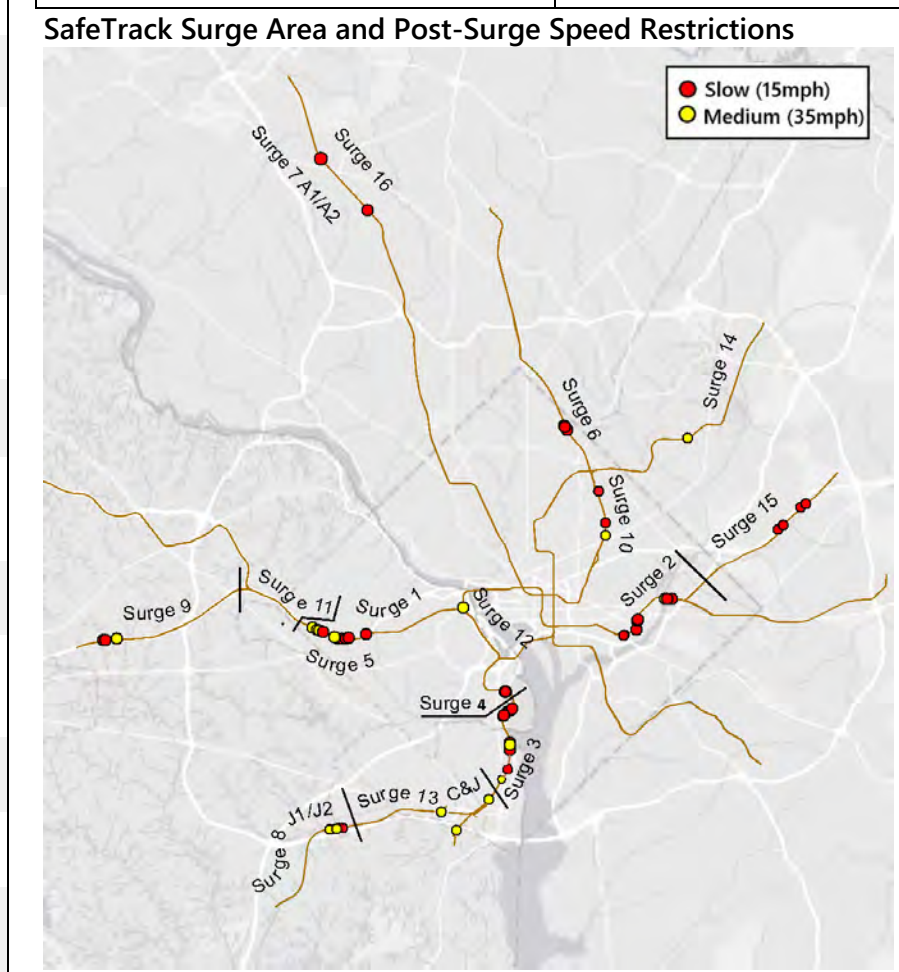 SafeTrack Surge Area and Post-Surge Speed Restrictions
Slow (15mph)
Medium (35mph)
Surge 16
Surge 7 A1/A2
Surge 14
Surge 6
Surge 10
Surge 15
Surge 2
Surge 11
Surge 1
Surge 9
Surge 12
Surge 5
Surge 4
Surge 3
Surge 13 C&J
Surge 8 J1/J2